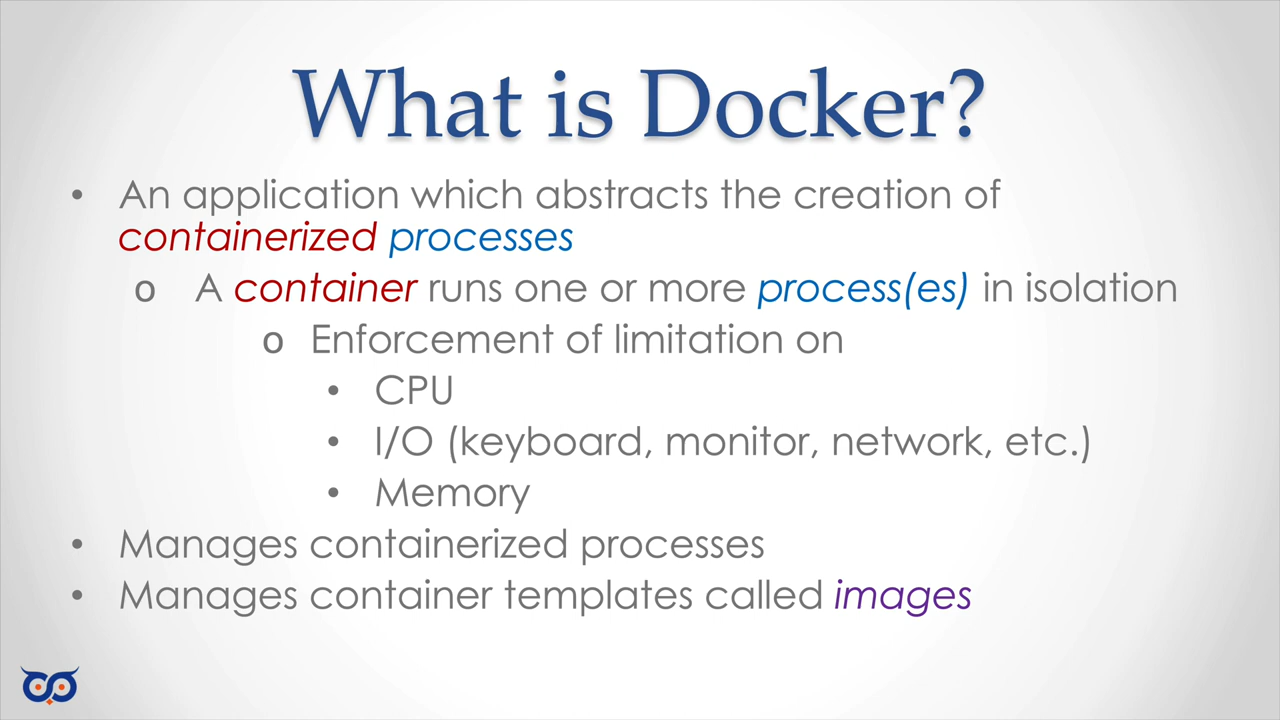 What is Docker?
• An application which abstracts the creation of
containerized processes
o A container runs one or more process(es) in isolation
o Enforcement of limitation on
• CPU
• I/O (keyboard, monitor, network, etc.)
• Memory
• Manages containerized processes
• Manages container templates called images